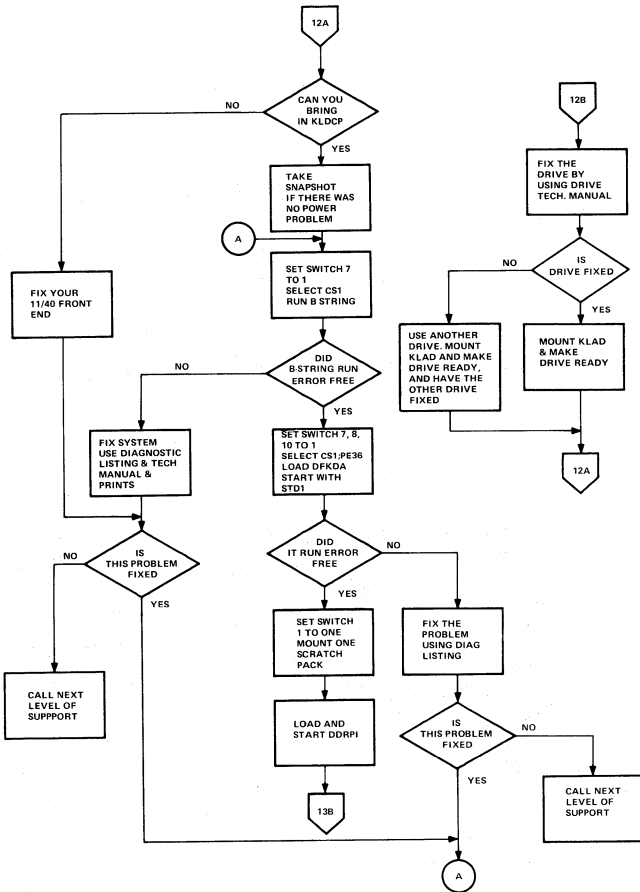 12A
CAN YOU
BRING
IN KLDCP
NO
YES
TAKE
SNAPSHOT
IF THERE WAS
NO POWER
PROBLEM
A
SET SWITCH 7
TO 1
SELECT CS1
RUN B STRING
FIX YOUR
11/40 FRONT
END
DID
B-STRING RUN
ERROR FREE
NO
YES
FIX SYSTEM
USE DIAGNOSTIC
LISTING & TECH
MANUAL &
PRINTS
SET SWITCH 7, 8,
10 TO 1
SELECT CS1;PE36
LOAD DFKDA
START WITH
STD1
IS
THIS PROBLEM
FIXED
NO
YES
CALL NEXT
LEVEL OF
SUPPPORT
DID
IT RUN ERROR
FREE
NO
YES
SET SWITCH
1 TO ONE
MOUNT ONE
SCRATCH
PACK
LOAD AND
START DDRPI
13B
FIX THE
PROBLEM
USING DIAG
LISTING
IS
THIS PROBLEM
FIXED
NO
YES
CALL NEXT
LEVEL OF
SUPPORT
A
12B
FIX THE
DRIVE BY
USING DRIVE
TECH. MANUAL
IS
DRIVE FIXED
NO
YES
USE ANOTHER
DRIVE. MOUNT
KLAD AND MAKE
DRIVE READY,
AND HAVE THE
OTHER DRIVE
FIXED
MOUNT KLAD
& MAKE
DRIVE READY
12A